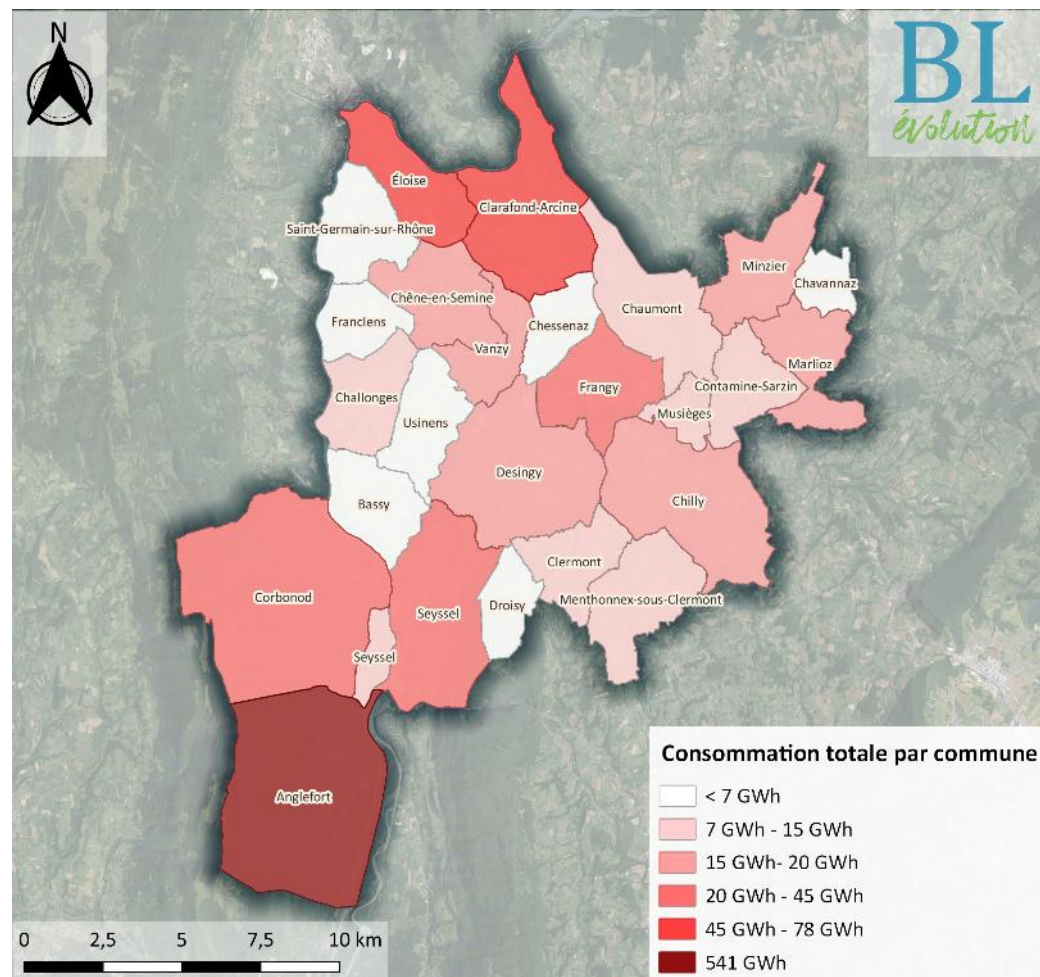 N
BL
évolution
Éloise
Clarafond-Arcine
Saint-Germain-sur-Rhône
Minzier
Chavannaz
Chêne-en-Semine
Chaumont
Franclens
Chessenaz
Vanzy
Marlioz
Frangy
Contamine-Sarzin
Challonges
Musièges
Usinens
Desingy
Chilly
Bassy
Clermont
Corbonod
Seyssel
Droisy
Menthonnex-sous-Clermont
Seyssel
Anglefort
Consommation totale par commune
< 7 GWh
7 GWh - 15 GWh
15 GWh- 20 GWh
20 GWh - 45 GWh
45 GWh - 78 GWh
541 GWh
0 2,5 5 7,5 10 km